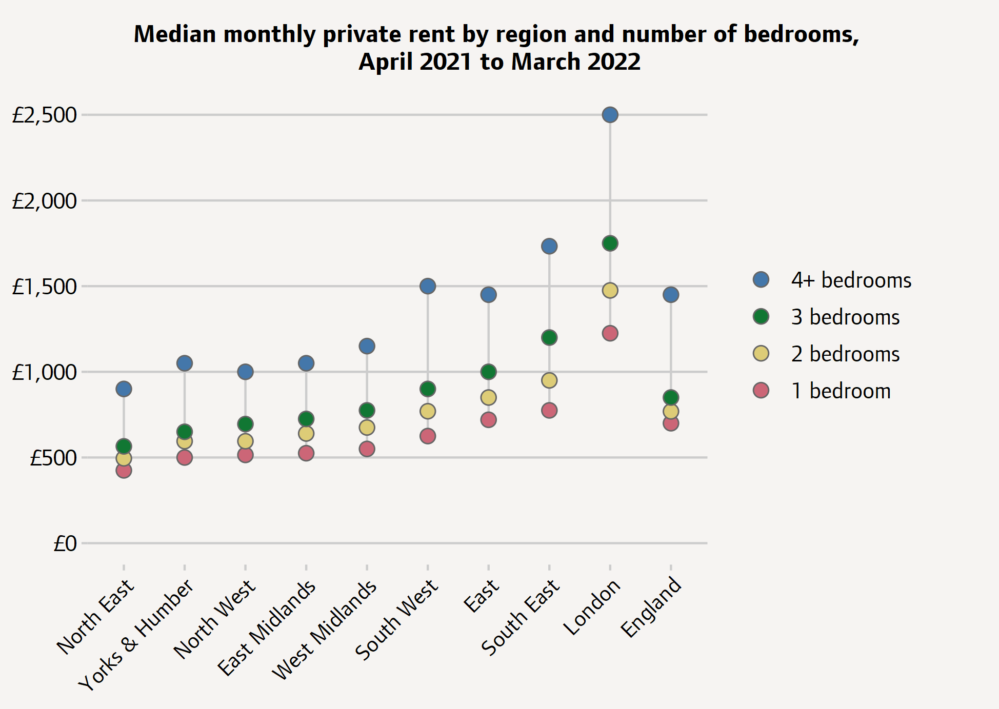 Median monthly private rent by region and number of bedrooms,
April 2021 to March 2022
£2,500
£2,000
£1,500
£1,000
£500
£0
4+ bedrooms
3 bedrooms
2 bedrooms
1 bedroom
North East
Yorks & Humber
North West
East Midlands
West Midlands
South West
East
South East
London
England